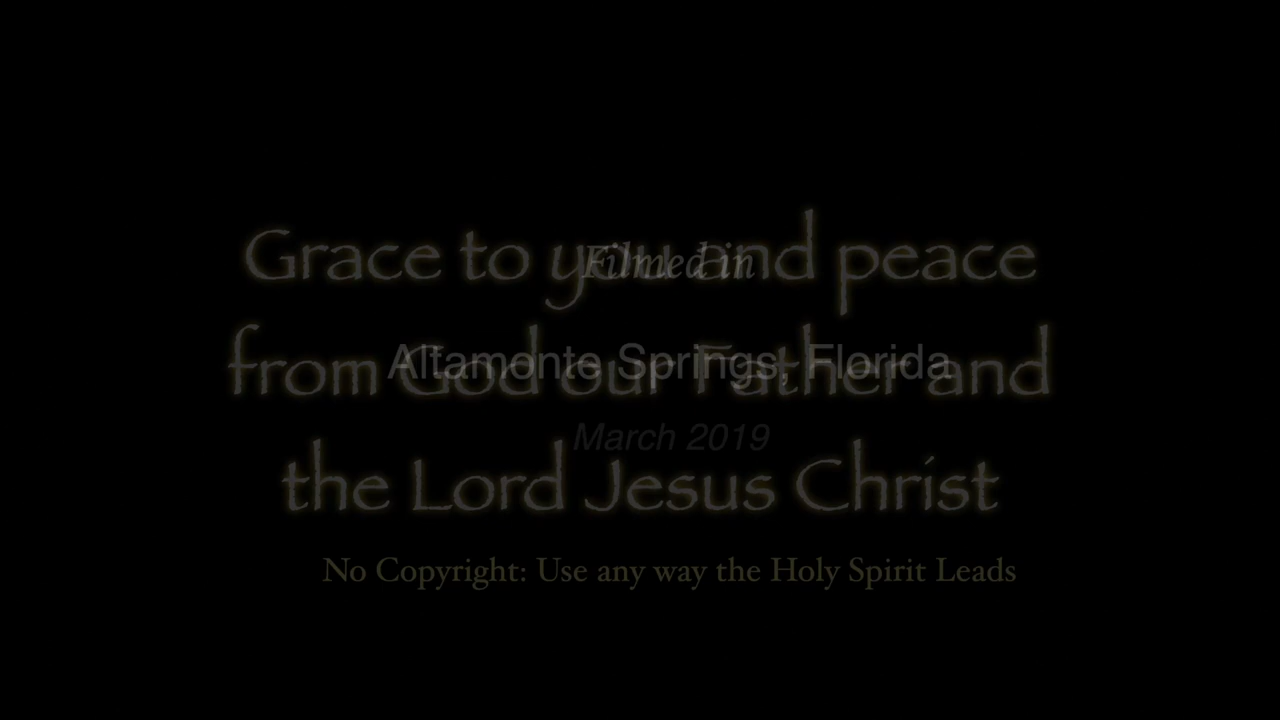 Grace to you and peace
Filmed in
from God our Father and
Altamonte Springs, Florida
March 2019
the Lord Jesus Christ
No Copyright: Use any way the Holy Spirit Leads